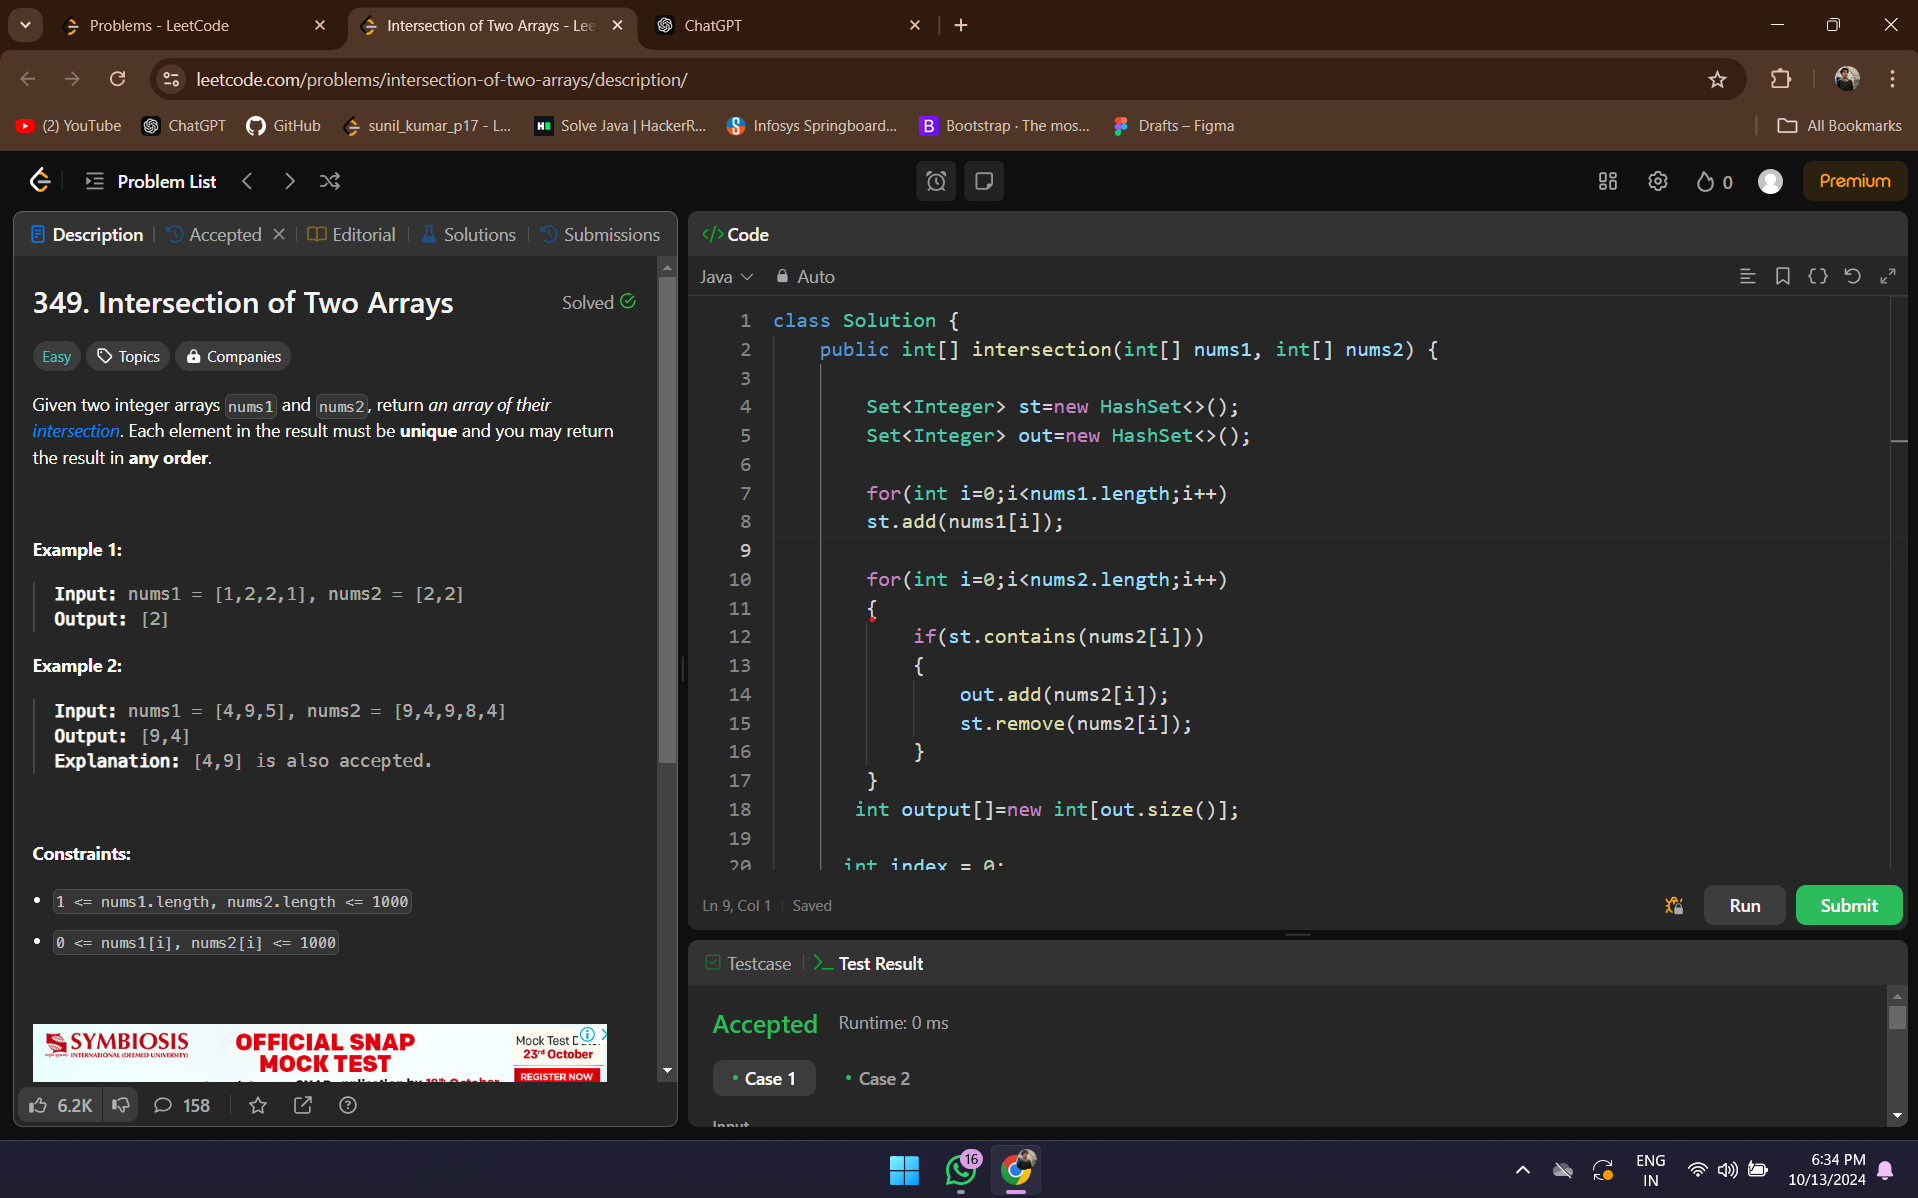 Problems - LeetCode
Intersection of Two Arrays - Lee
ChatGPT
leetcode.com/problems/intersection-of-two-arrays/description/
(2) YouTube
ChatGPT
GitHub
sunil_kumar_p17 - L...
Solve Java | HackerR...
Infosys Springboard...
Bootstrap · The mos...
Drafts – Figma
All Bookmarks
Problem List
0
Premium
Description
Accepted
Editorial
Solutions
Submissions
349. Intersection of Two Arrays
Solved
Easy
Topics
Companies
Given two integer arrays nums1 and nums2, return an array of their
intersection. Each element in the result must be unique and you may return
the result in any order.
Example 1:
Input: nums1 = [1,2,2,1], nums2 = [2,2]
Output: [2]
Example 2:
Input: nums1 = [4,9,5], nums2 = [9,4,9,8,4]
Output: [9,4]
Explanation: [4,9] is also accepted.
Constraints:
• 1 <= nums1.length, nums2.length <= 1000
• 0 <= nums1[i], nums2[i] <= 1000
SYMBIOSIS
INTERNATIONAL (DEEMED UNIVERSITY)
OFFICIAL SNAP
MOCK TEST
Mock Test
23rd October
REGISTER NOW
6.2K
158
</> Code
Java
Auto
1 class Solution {
2 public int[] intersection(int[] nums1, int[] nums2) {
3
4 Set<Integer> st=new HashSet<>();
5 Set<Integer> out=new HashSet<>();
6
7 for(int i=0;i<nums1.length;i++)
8 st.add(nums1[i]);
9
10 for(int i=0;i<nums2.length;i++)
11 {
12 if(st.contains(nums2[i]))
13 {
14 out.add(nums2[i]);
15 st.remove(nums2[i]);
16 }
17 }
18 int output[]=new int[out.size()];
19
20 int index = 0;
Ln 9, Col 1
Saved
Run
Submit
Testcase
Test Result
Accepted
Runtime: 0 ms
• Case 1
• Case 2
Input
16
ENG
IN
6:34 PM
10/13/2024